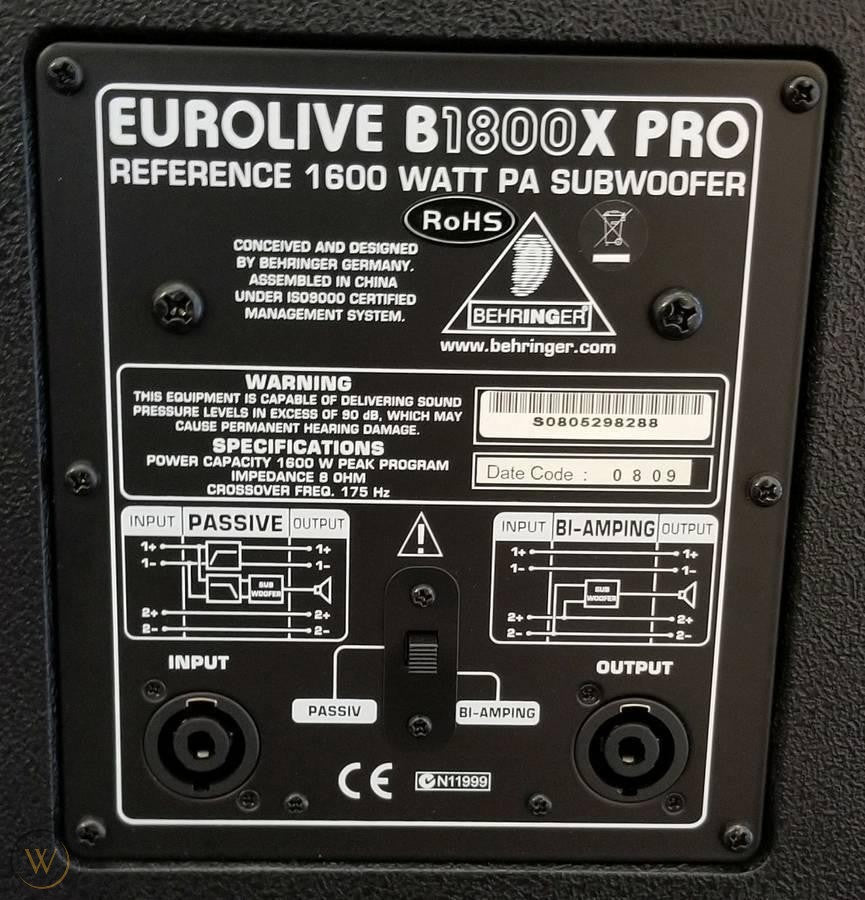 EUROLIVE B1800X PRO
REFERENCE 1600 WATT PA SUBWOOFER
RoHS
CONCEIVED AND DESIGNED
BY BEHRINGER GERMANY.
ASSEMBLED IN CHINA
UNDER ISO9000 CERTIFIED
MANAGEMENT SYSTEM.
BEHRINGER
www.behringer.com
WARNING
THIS EQUIPMENT IS CAPABLE OF DELIVERING SOUND
PRESSURE LEVELS IN EXCESS OF 90 dB, WHICH MAY
CAUSE PERMANENT HEARING DAMAGE.
SPECIFICATIONS
POWER CAPACITY 1600 W PEAK PROGRAM
IMPEDANCE 8 OHM
CROSSOVER FREQ. 175 Hz
S0805298288
Date Code : 0809
INPUT PASSIVE OUTPUT
1+ 1+
1- 1-
SUB
WOOFER
2+ 2+
2- 2-
!
INPUT BI-AMPING OUTPUT
1+ 1+
1- 1-
SUB
WOOFER
2+ 2+
2- 2-
INPUT
OUTPUT
PASSIV
BI-AMPING
CE
N11999
W